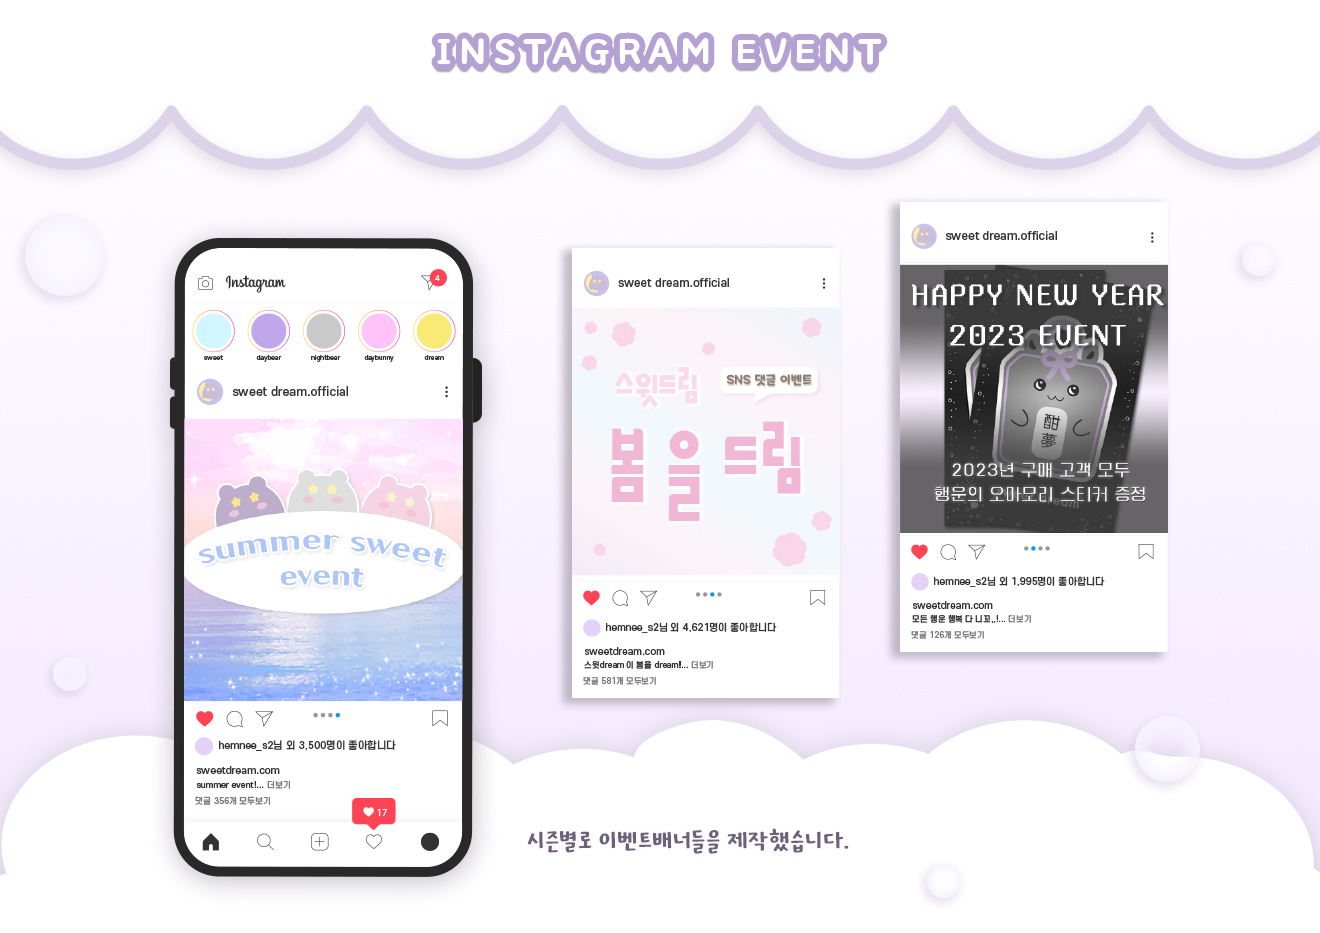 INSTAGRAM EVENT
Instagram
4
sweet
daybear
nightbear
daybunny
dream
sweet dream.official
summer sweet
event
hemnee_s2님 외 3,500명이 좋아합니다
sweetdream.com
summer event!... 더보기
댓글 356개 모두보기
17
sweet dream.official
스윗드림
SNS 댓글 이벤트
봄을 드림
hemnee_s2님 외 4,621명이 좋아합니다
sweetdream.com
스윗dream이 봄을 dream!... 더보기
댓글 581개 모두보기
sweet dream.official
HAPPY NEW YEAR
2023 EVENT
酣
夢
2023년 구매 고객 모두
행운의 오마모리 스티커 증정
hemnee_s2님 외 1,995명이 좋아합니다
sweetdream.com
모든 행운 행복 다 니꼬,,!... 더보기
댓글 126개 모두보기
시즌별로 이벤트배너들을 제작했습니다.